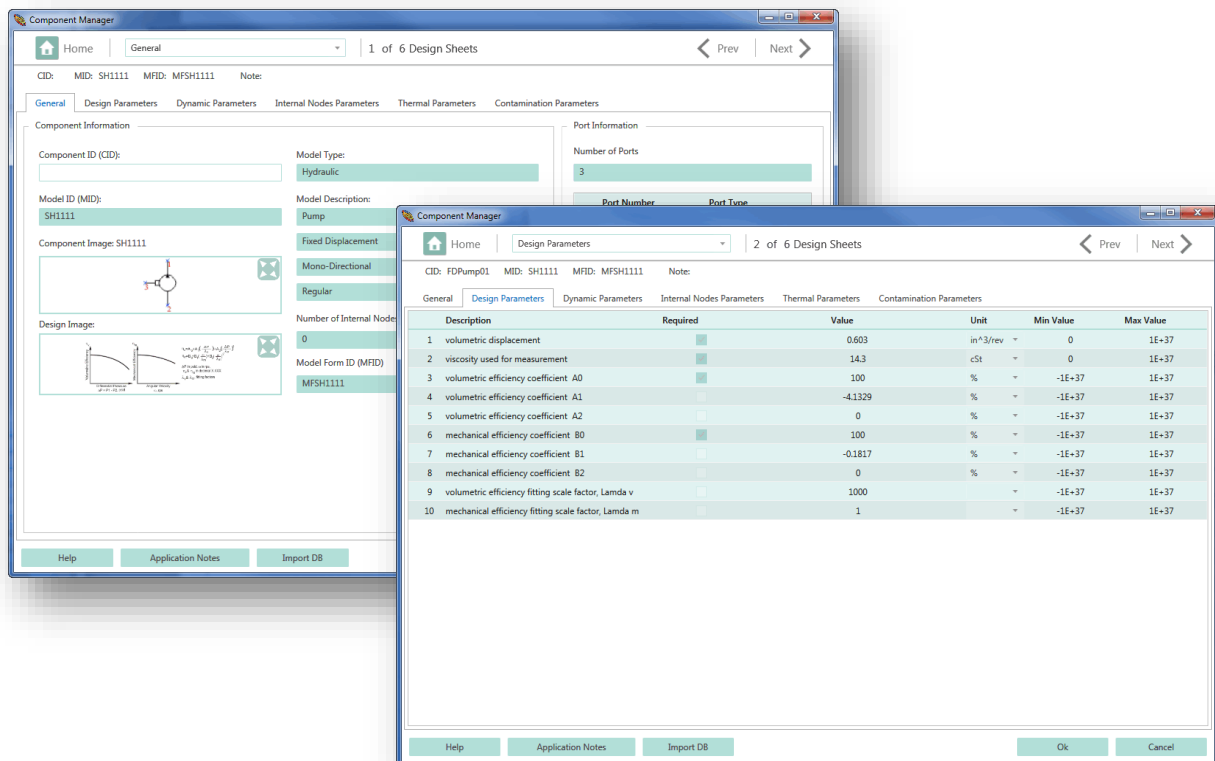 Component Manager
Home General 1 of 6 Design Sheets Prev Next
CID: MID: SH1111 MFID: MFSH1111 Note:
General Design Parameters Dynamic Parameters Internal Nodes Parameters Thermal Parameters Contamination Parameters
Component Information
Component ID (CID):
Model ID (MID):
SH1111
Component Image: SH1111
1
3
2
Design Image:
Model Type:
Hydraulic
Model Description:
Pump
Fixed Displacement
Mono-Directional
Regular
Number of Internal Node
0
Model Form ID (MFID)
MFSH1111
Port Information
Number of Ports
3
Port Number Port Type
Help Application Notes Import DB
Component Manager
Home Design Parameters 2 of 6 Design Sheets Prev Next
CID: FDPump01 MID: SH1111 MFID: MFSH1111 Note:
General Design Parameters Dynamic Parameters Internal Nodes Parameters Thermal Parameters Contamination Parameters
Description Required Value Unit Min Value Max Value
1 volumetric displacement 0.603 in^3/rev 0 1E+37
2 viscosity used for measurement 14.3 cSt 0 1E+37
3 volumetric efficiency coefficient A0 100 % -1E+37 1E+37
4 volumetric efficiency coefficient A1 -4.1329 % -1E+37 1E+37
5 volumetric efficiency coefficient A2 0 % -1E+37 1E+37
6 mechanical efficiency coefficient B0 100 % -1E+37 1E+37
7 mechanical efficiency coefficient B1 -0.1817 % -1E+37 1E+37
8 mechanical efficiency coefficient B2 0 % -1E+37 1E+37
9 volumetric efficiency fitting scale factor, Lamda v 1000 -1E+37 1E+37
10 mechanical efficiency fitting scale factor, Lamda m 1 -1E+37 1E+37
Help Application Notes Import DB Ok Cancel